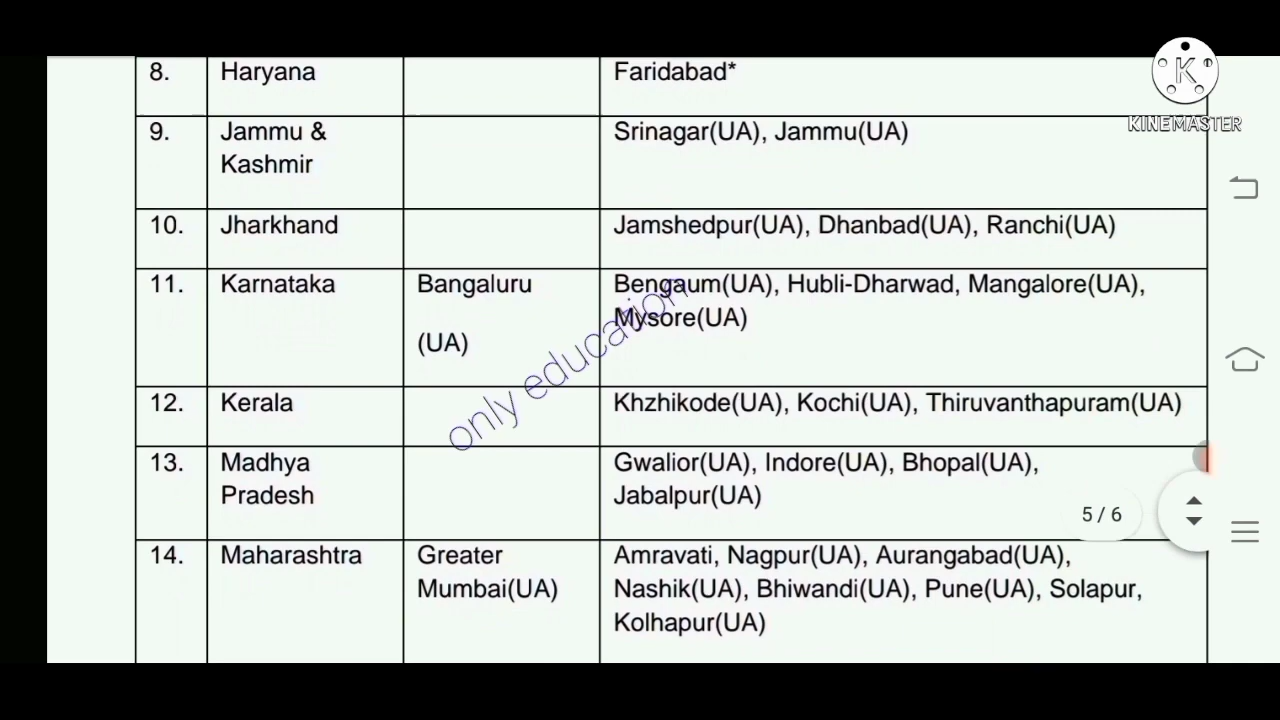 8. Haryana Faridabad*
KINEMASTER
9. Jammu & Srinagar(UA), Jammu(UA)
Kashmir
10. Jharkhand Jamshedpur(UA), Dhanbad(UA), Ranchi(UA)
11. Karnataka Bangaluru Bengaum(UA), Hubli-Dharwad, Mangalore(UA),
Mysore(UA)
(UA)
only education
12. Kerala Khzhikode(UA), Kochi(UA), Thiruvanthapuram(UA)
13. Madhya Gwalior(UA), Indore(UA), Bhopal(UA),
Pradesh Jabalpur(UA)
5 / 6
14. Maharashtra Greater Amravati, Nagpur(UA), Aurangabad(UA),
Mumbai(UA) Nashik(UA), Bhiwandi(UA), Pune(UA), Solapur,
Kolhapur(UA)